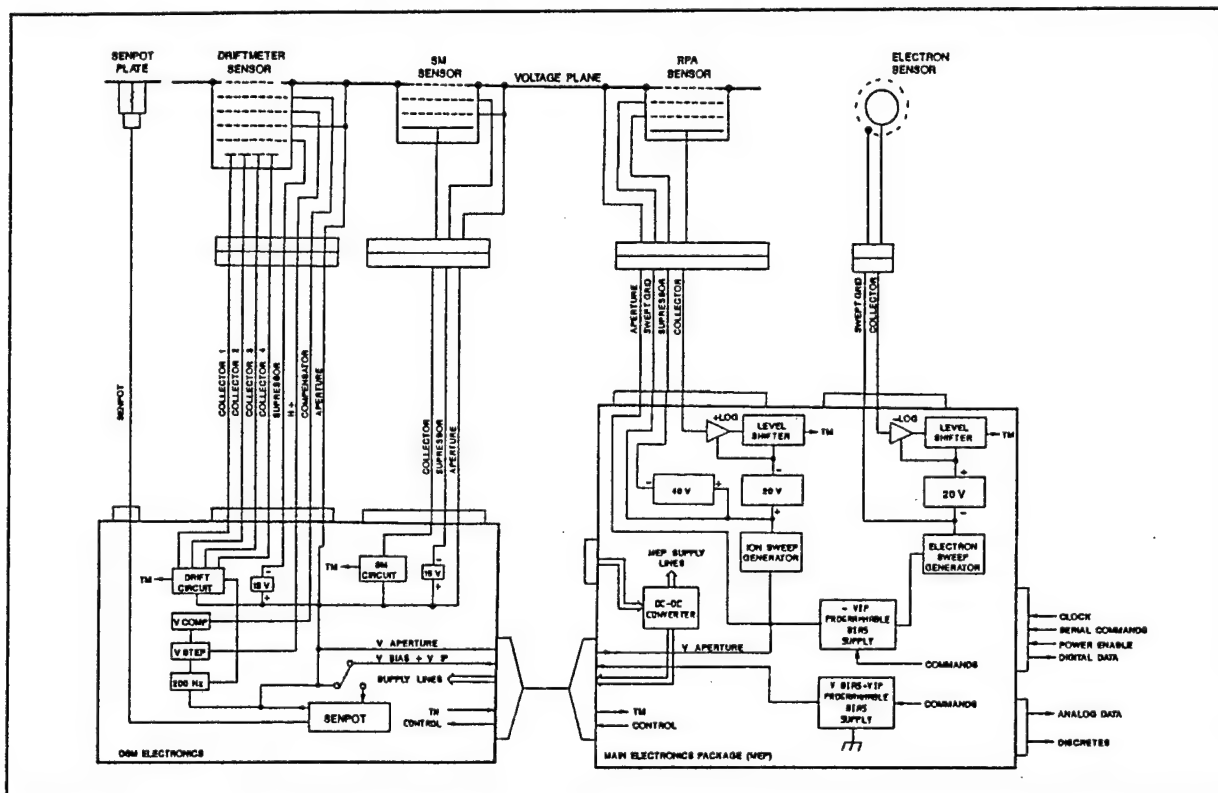 SENPOT
PLATE
DRIFTMETER
SENSOR
SM
SENSOR
VOLTAGE PLANE
RPA
SENSOR
ELECTRON
SENSOR
SENPOT
COLLECTOR 1
COLLECTOR 2
COLLECTOR 3
COLLECTOR 4
SUPRESSOR
H+
COMPENSATOR
APERTURE
COLLECTOR
SUPRESSOR
APERTURE
APERTURE
SWEPT GRID
SUPRESSOR
COLLECTOR
SWEPT GRID
COLLECTOR
+LOG
LEVEL
SHIFTER
TM
-LOG
LEVEL
SHIFTER
TM
-
40 V
+
-
20 V
+
+
20 V
-
ION SWEEP
GENERATOR
ELECTRON
SWEEP
GENERATOR
TM
DRIFT
CIRCUIT
-
15 V
+
TM
SM
CIRCUIT
-
15 V
+
MEP SUPPLY
LINES
DC-DC
CONVERTER
V COMP
V STEP
200 Hz
V APERTURE
V BIAS + V IP
SUPPLY LINES
SENPOT
TM
CONTROL
DSM ELECTRONICS
V APERTURE
TM
CONTROL
- VIP
PROGRAMMABLE
BIAS
SUPPLY
COMMANDS
V BIAS+VIP
PROGRAMMABLE
BIAS
SUPPLY
COMMANDS
MAIN ELECTRONICS PACKAGE (MEP)
CLOCK
SERIAL COMMANDS
POWER ENABLE
DIGITAL DATA
ANALOG DATA
DISCRETES